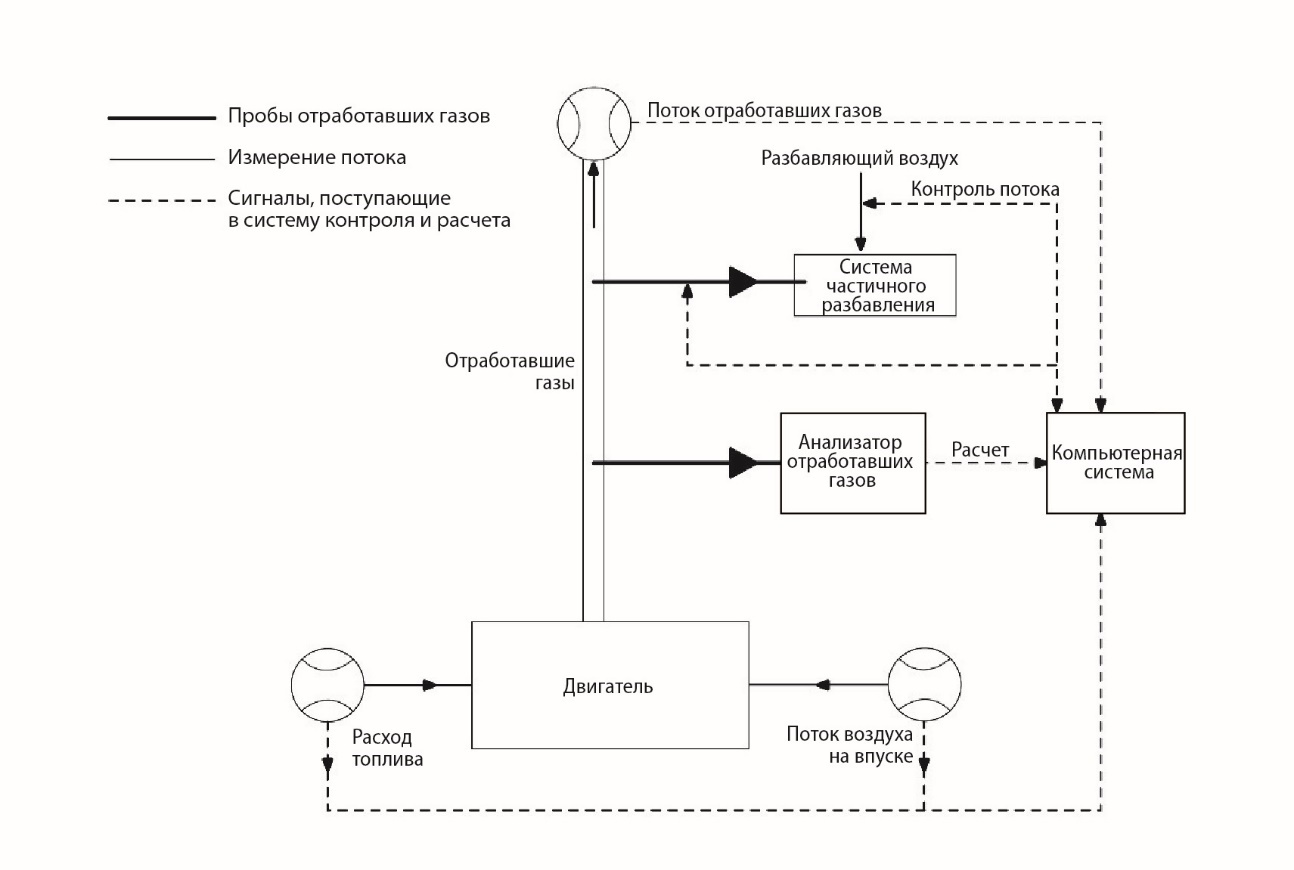 Пробы отработавших газов
Измерение потока
Сигналы, поступающие
в систему контроля и расчета
Поток отработавших газов
Разбавляющий воздух
Контроль потока
Система
частичного
разбавления
Отработавшие
газы
Анализатор
отработавших
газов
Расчет
Компьютерная
система
Двигатель
Расход
топлива
Поток воздуха
на впуске